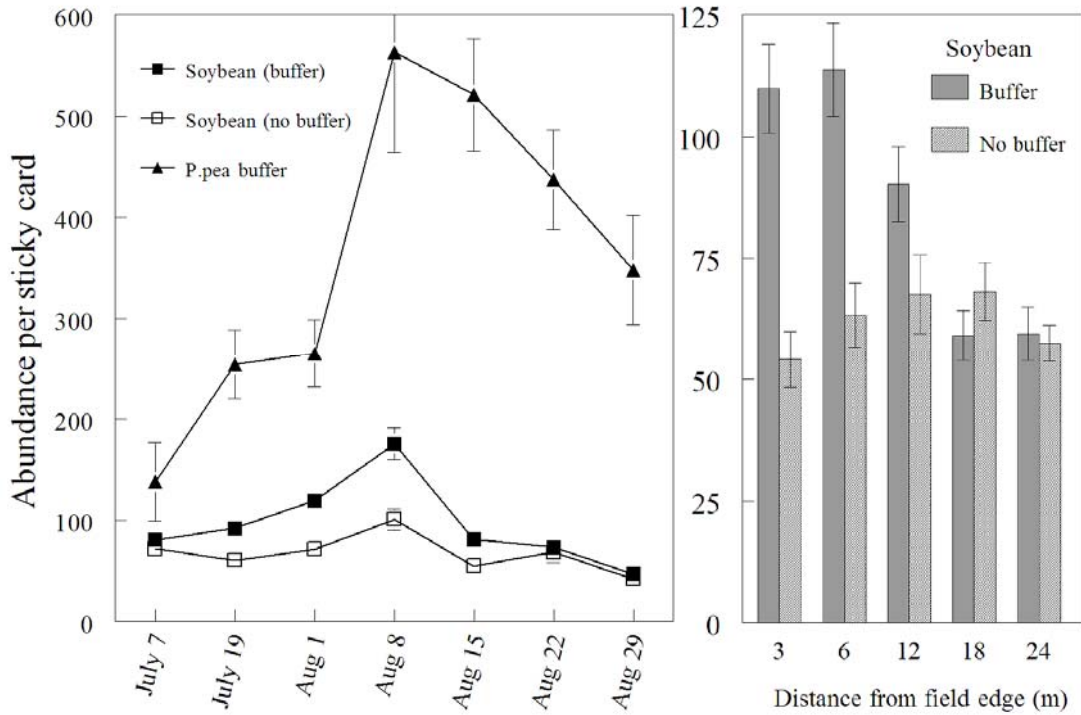 Abundance per sticky card
600
500
400
300
200
100
0
Soybean (buffer)
Soybean (no buffer)
P.pea buffer
July 7
July 19
Aug 1
Aug 8
Aug 15
Aug 22
Aug 29
125
100
75
50
25
0
Soybean
Buffer
No buffer
3 6 12 18 24
Distance from field edge (m)